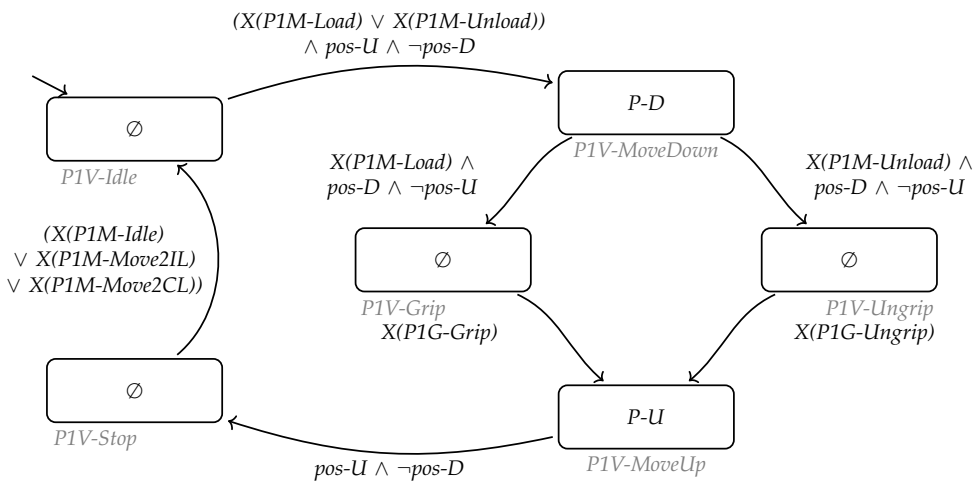 (X(P1M-Load) ∨ X(P1M-Unload))
∧ pos-U ∧ ¬pos-D
∅
P1V-Idle
P-D
P1V-MoveDown
X(P1M-Load) ∧
pos-D ∧ ¬pos-U
X(P1M-Unload) ∧
pos-D ∧ ¬pos-U
(X(P1M-Idle)
∨ X(P1M-Move2IL)
∨ X(P1M-Move2CL))
∅
P1V-Grip
X(P1G-Grip)
∅
P1V-Ungrip
X(P1G-Ungrip)
∅
P1V-Stop
P-U
P1V-MoveUp
pos-U ∧ ¬pos-D